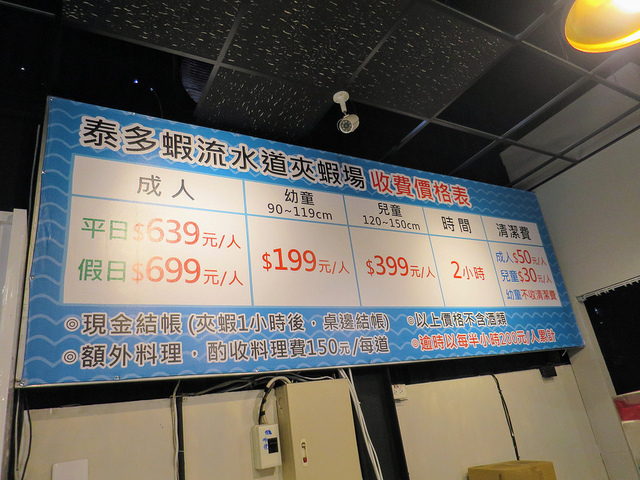 泰多蝦流水道夾蝦場 收費價格表
成人
平日$639元/人
假日$699元/人
幼童
90~119cm
$199元/人
兒童
120~150cm
$399元/人
時間
2小時
清潔費
成人$50元/人
兒童$30元/人
幼童不收清潔費
◎現金結帳(夾蝦1小時後,桌邊結帳)
◎額外料理,酌收料理費150元/每道
◎以上價格不含酒類
◎逾時以每半小時200元/人累計